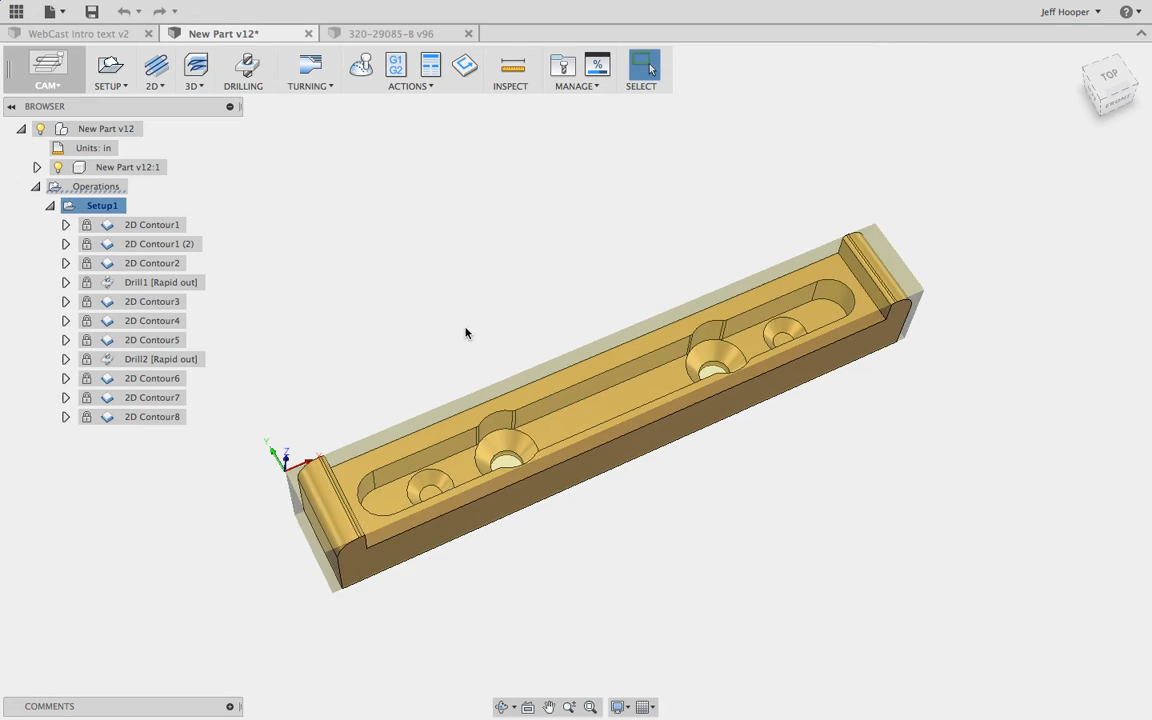 Jeff Hooper
WebCast Intro text v2
New Part v12*
320-29085-B v96
CAM
SETUP
2D
3D
DRILLING
TURNING
G1
G2
ACTIONS
INSPECT
%
MANAGE
SELECT
TOP
FRONT
BROWSER
New Part v12
Units: in
New Part v12:1
Operations
Setup1
2D Contour1
2D Contour1 (2)
2D Contour2
Drill1 [Rapid out]
2D Contour3
2D Contour4
2D Contour5
Drill2 [Rapid out]
2D Contour6
2D Contour7
2D Contour8
Y
Z
X
COMMENTS